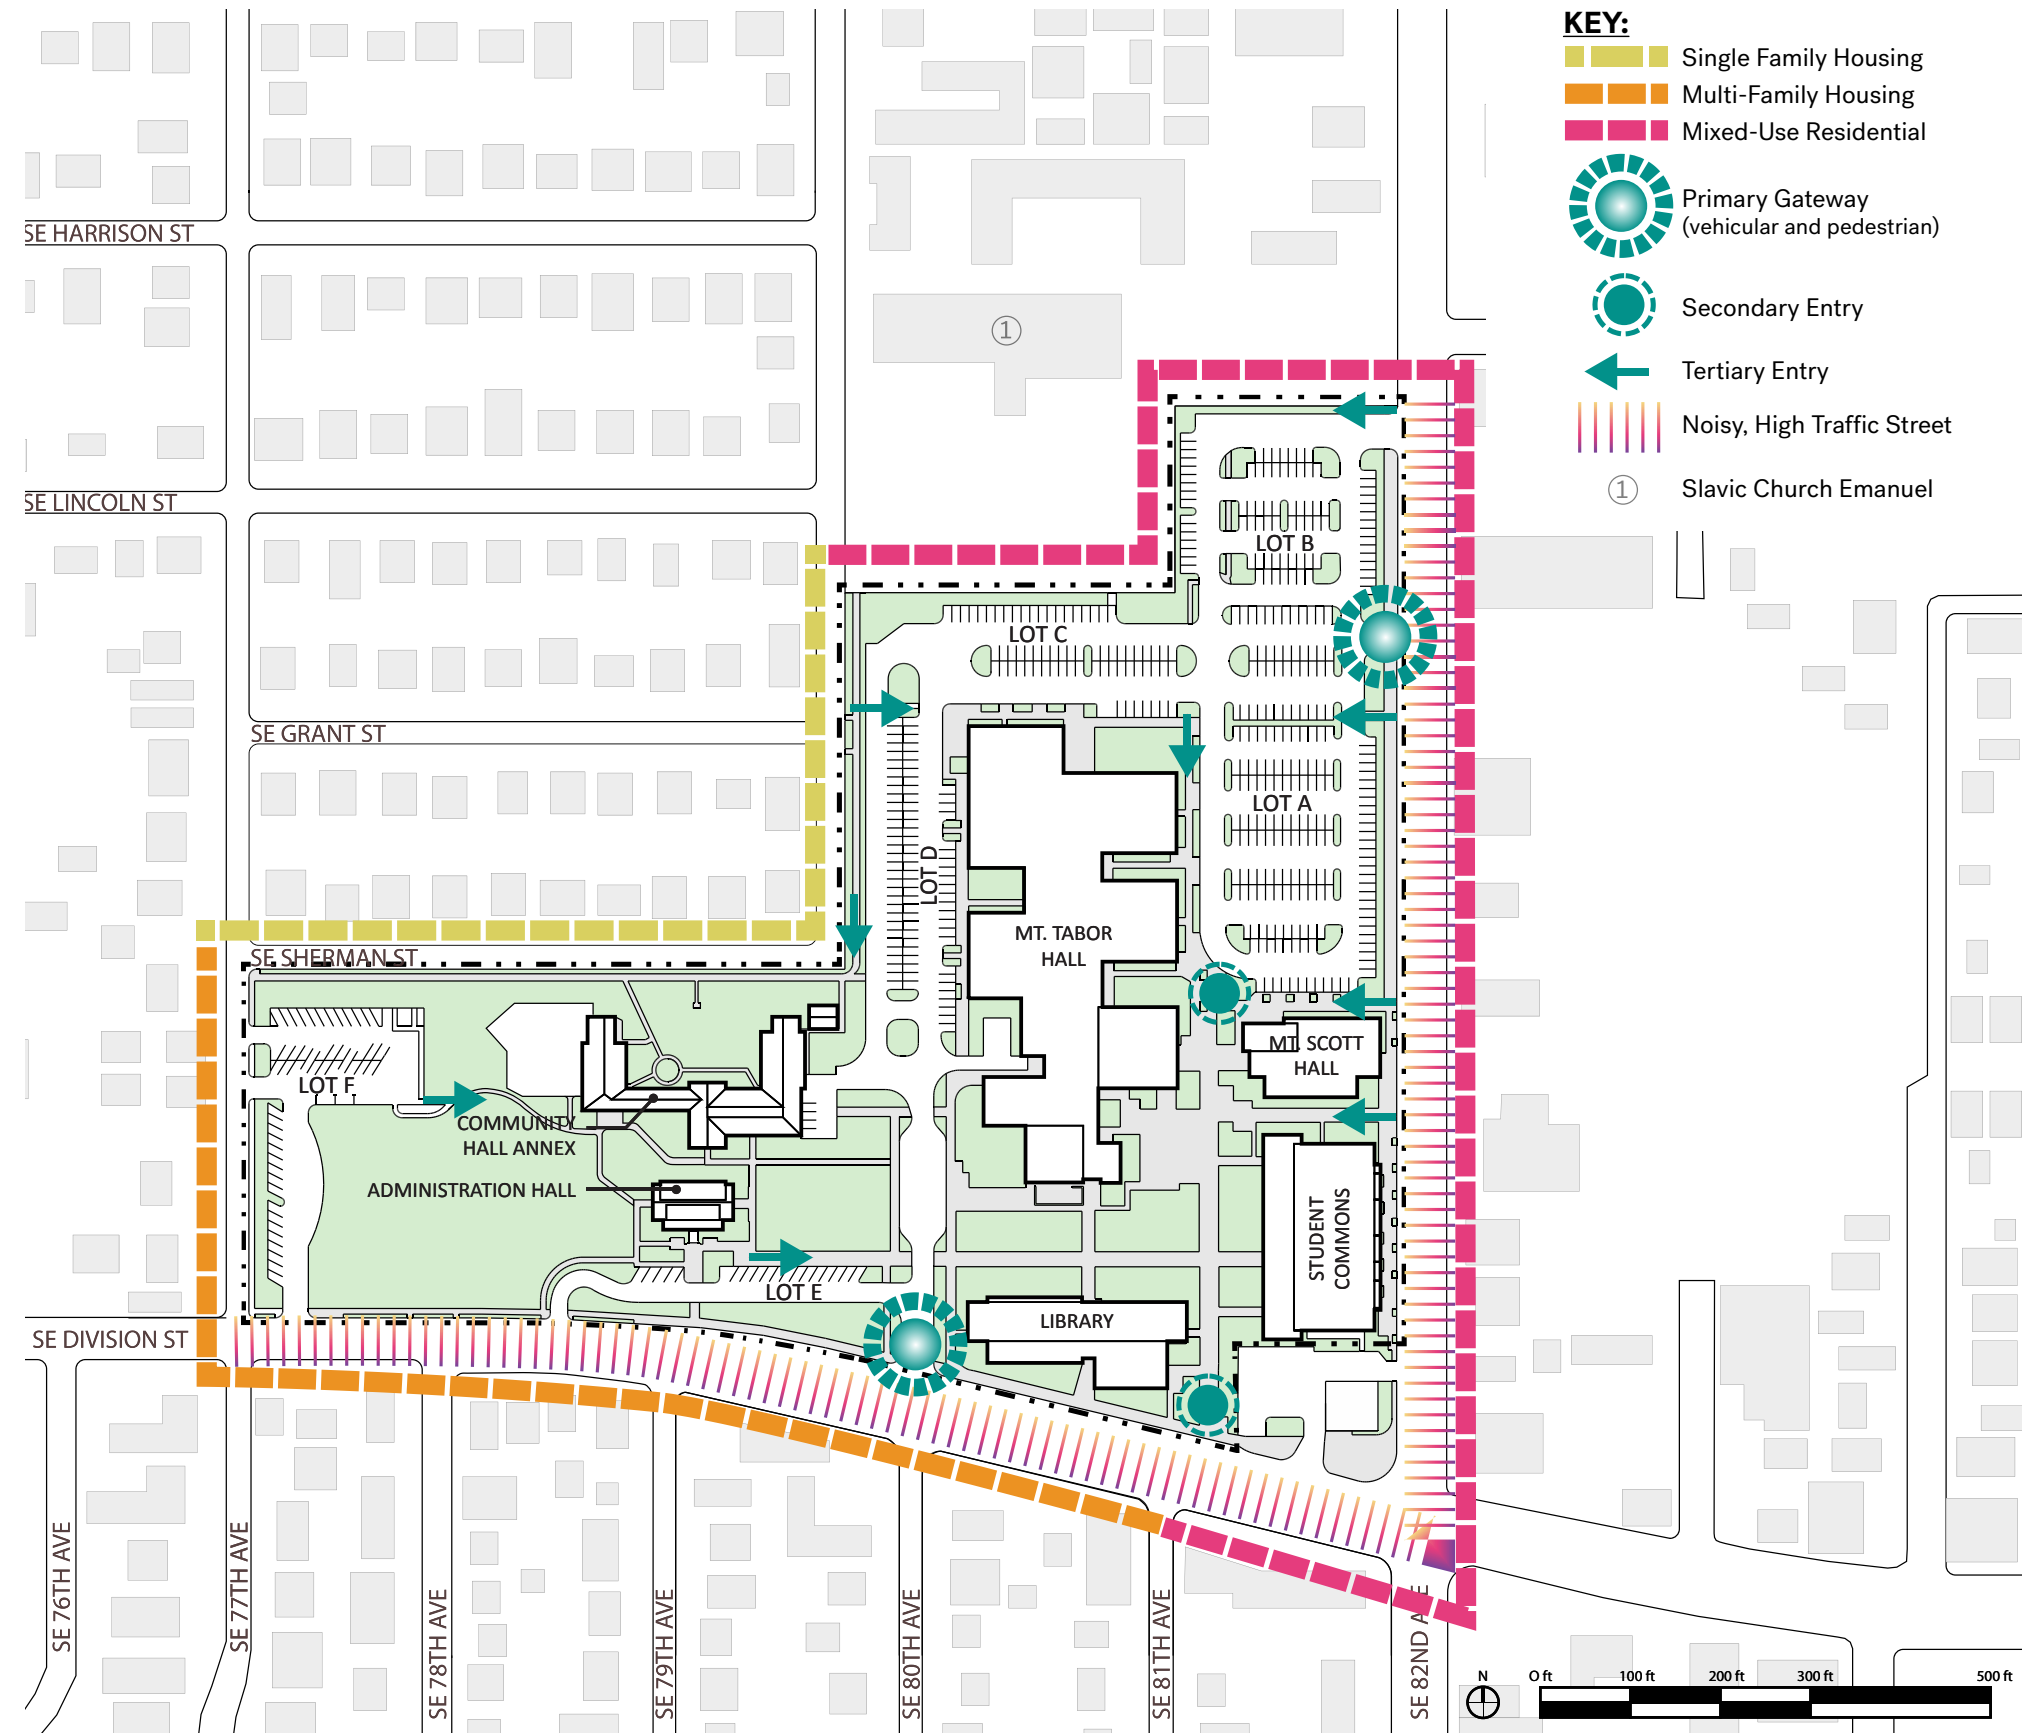 KEY:
Single Family Housing
Multi-Family Housing
Mixed-Use Residential
Primary Gateway
(vehicular and pedestrian)
Secondary Entry
Tertiary Entry
Noisy, High Traffic Street
1
Slavic Church Emanuel
SE HARRISON ST
1
SE LINCOLN ST
LOT B
LOT C
SE GRANT ST
LOT A
LOT D
MT. TABOR
HALL
SE SHERMAN ST
MT. SCOTT
HALL
LOT F
COMMUNITY
HALL ANNEX
ADMINISTRATION HALL
STUDENT
COMMONS
LOT E
LIBRARY
SE DIVISION ST
SE 76TH AVE
SE 77TH AVE
SE 78TH AVE
SE 79TH AVE
SE 80TH AVE
SE 81TH AVE
SE 82ND AVE
N
O ft
100 ft
200 ft
300 ft
500 ft